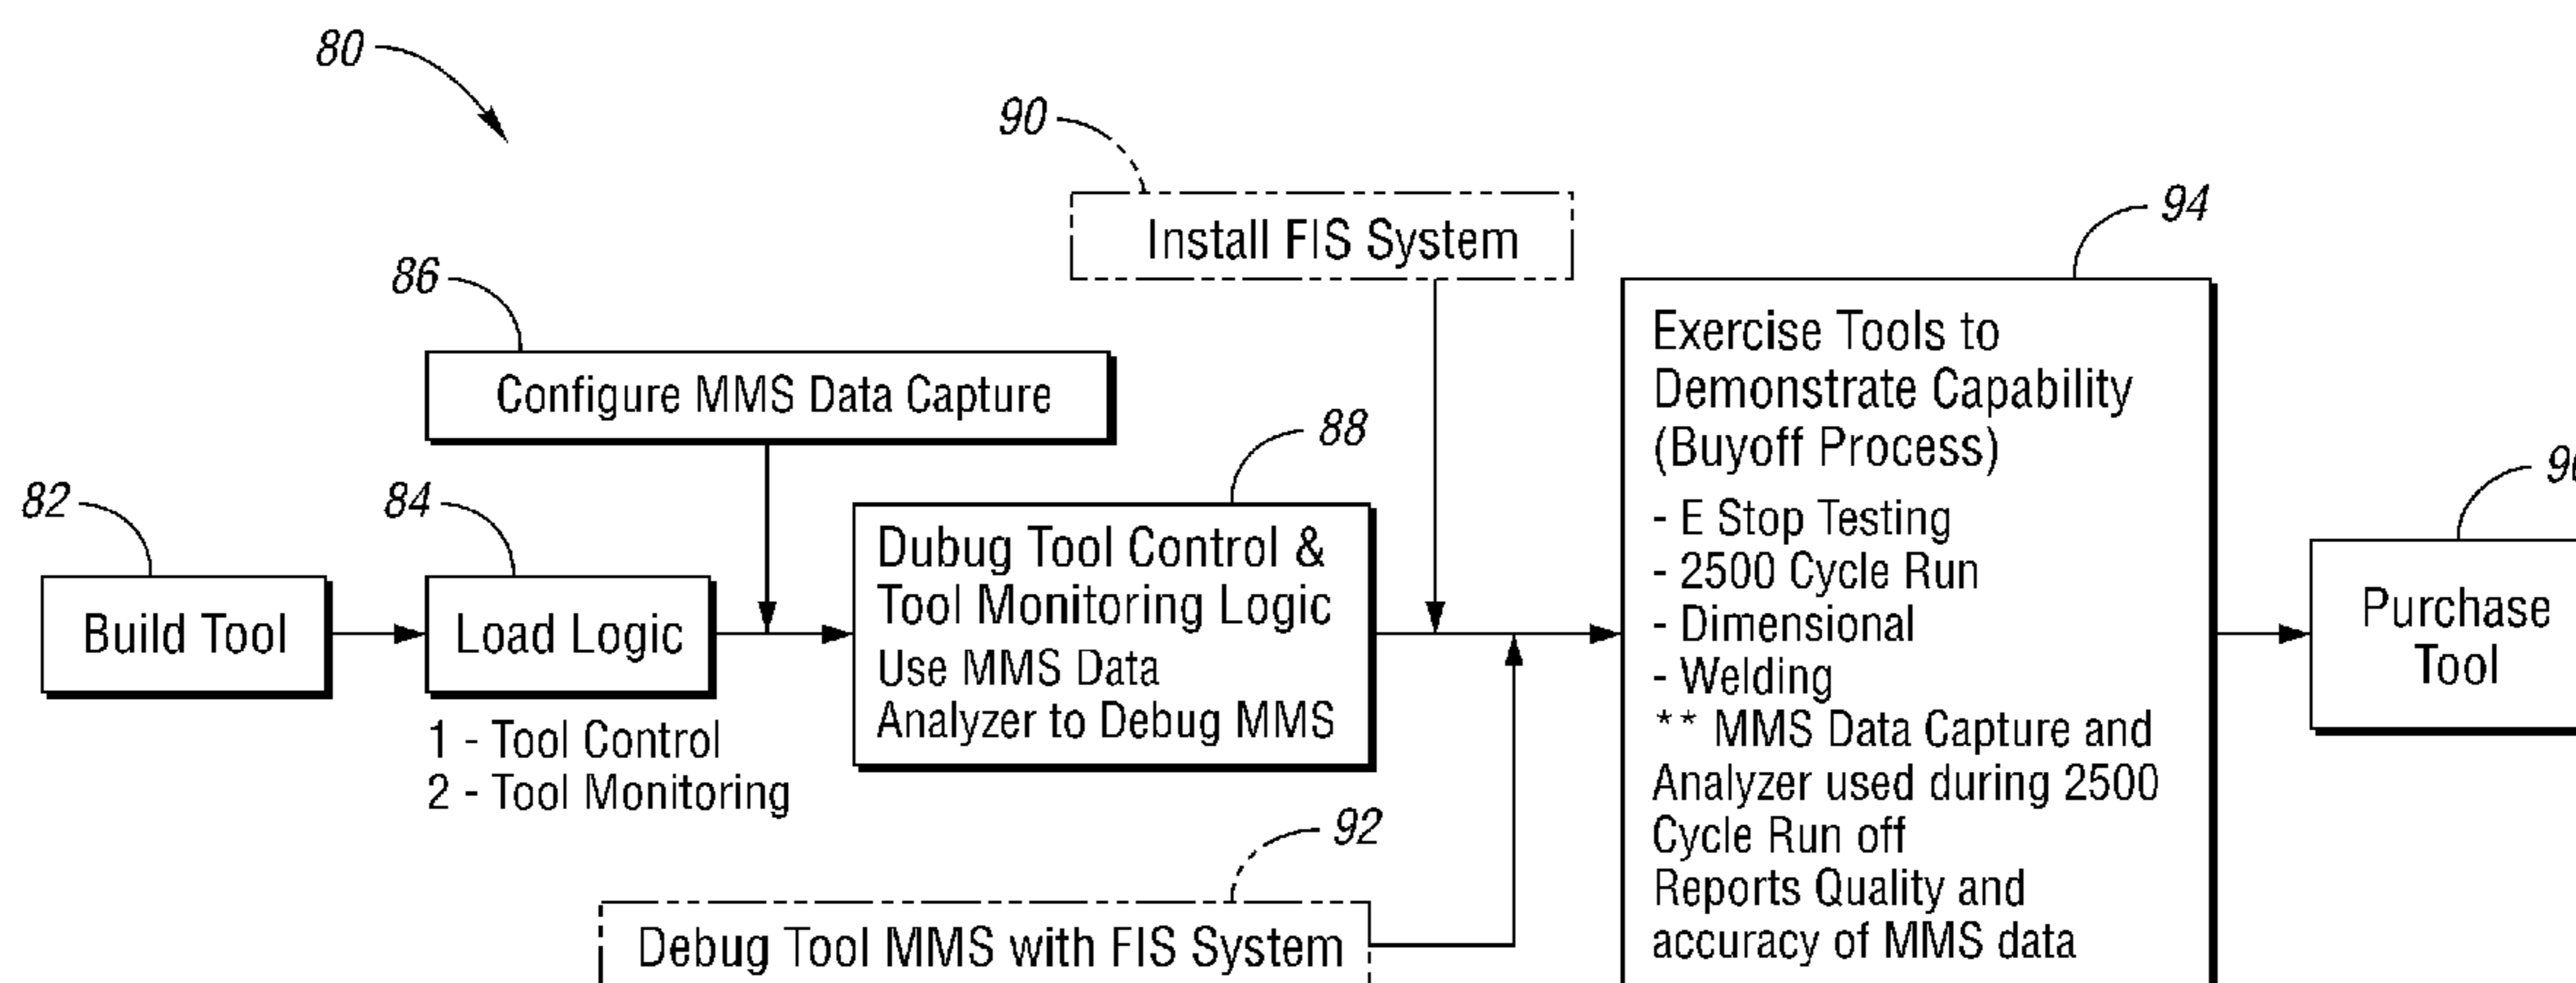 80
90
Install FIS System
94
86
Configure MMS Data Capture
88
82
Build Tool
84
Load Logic
1 - Tool Control
2 - Tool Monitoring
Dubug Tool Control &
Tool Monitoring Logic
Use MMS Data
Analyzer to Debug MMS
92
Debug Tool MMS with FIS System
Exercise Tools to
Demonstrate Capability
(Buyoff Process)
- E Stop Testing
- 2500 Cycle Run
- Dimensional
- Welding
** MMS Data Capture and
Analyzer used during 2500
Cycle Run off
Reports Quality and
accuracy of MMS data
Purchase
Tool